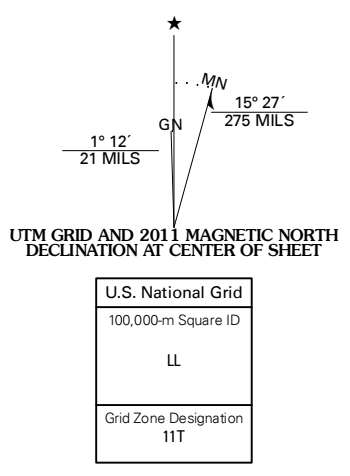 ★
MN
GN
15° 27´
275 MILS
1° 12´
21 MILS
UTM GRID AND 2011 MAGNETIC NORTH
DECLINATION AT CENTER OF SHEET
U.S. National Grid
100,000-m Square ID
LL
Grid Zone Designation
11T